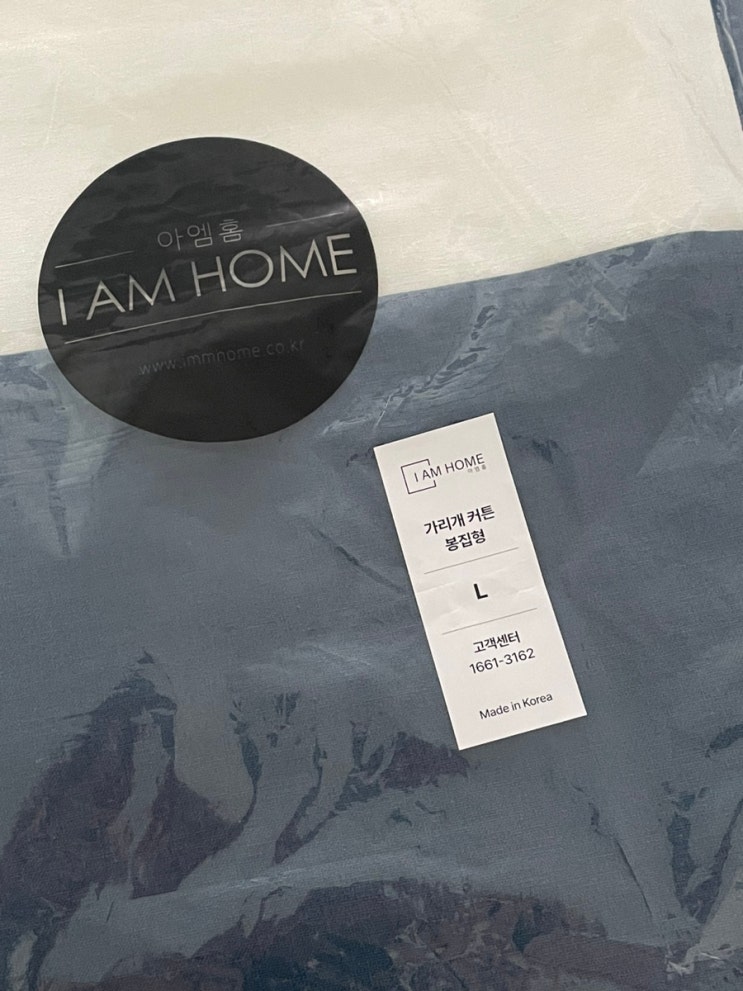 아엠홈
I AM HOME
www.immhome.co.kr
I AM HOME
아엠홈
가리개 커튼
봉집형
L
고객센터
1661-3162
Made in Korea